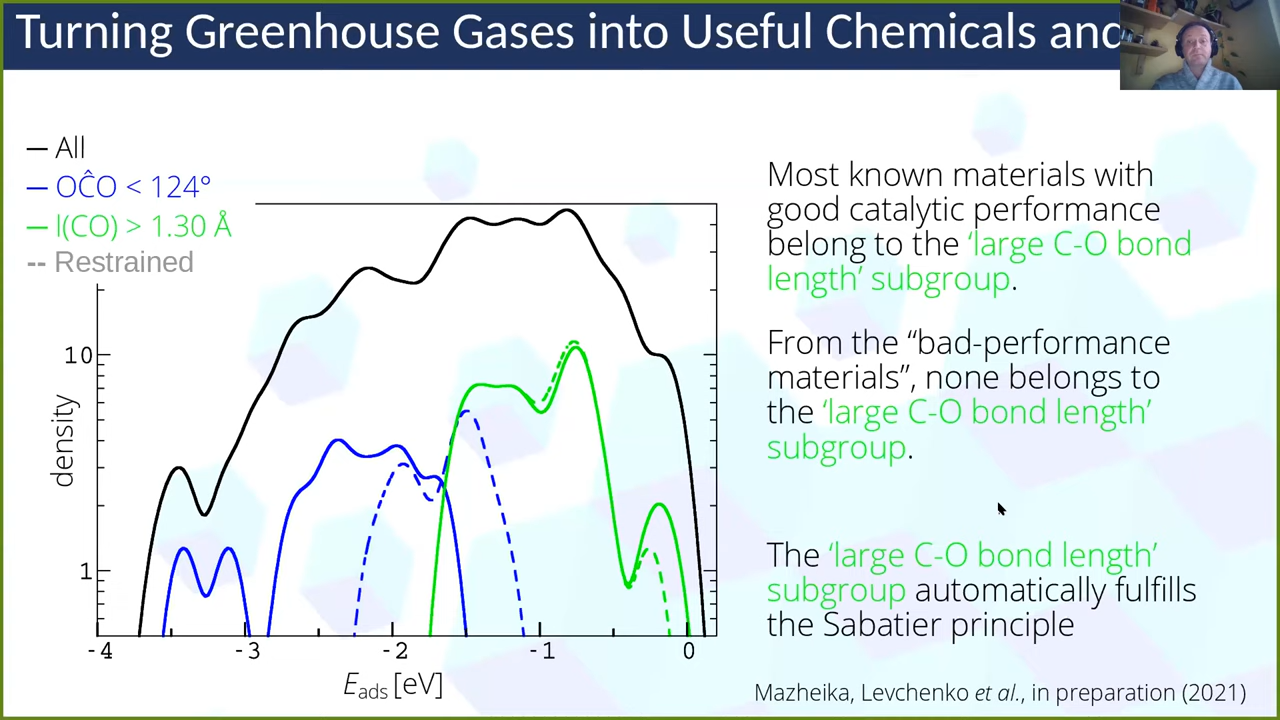 Turning Greenhouse Gases into Useful Chemicals and
All
OĈO < 124°
l(CO) > 1.30 Å
-- Restrained
10
1
density
-4 -3 -2 -1 0
Eads [eV]
Most known materials with
good catalytic performance
belong to the ‘large C-O bond
length’ subgroup.
From the “bad-performance
materials”, none belongs to
the ‘large C-O bond length’
subgroup.
The ‘large C-O bond length’
subgroup automatically fulfills
the Sabatier principle
Mazheika, Levchenko et al., in preparation (2021)